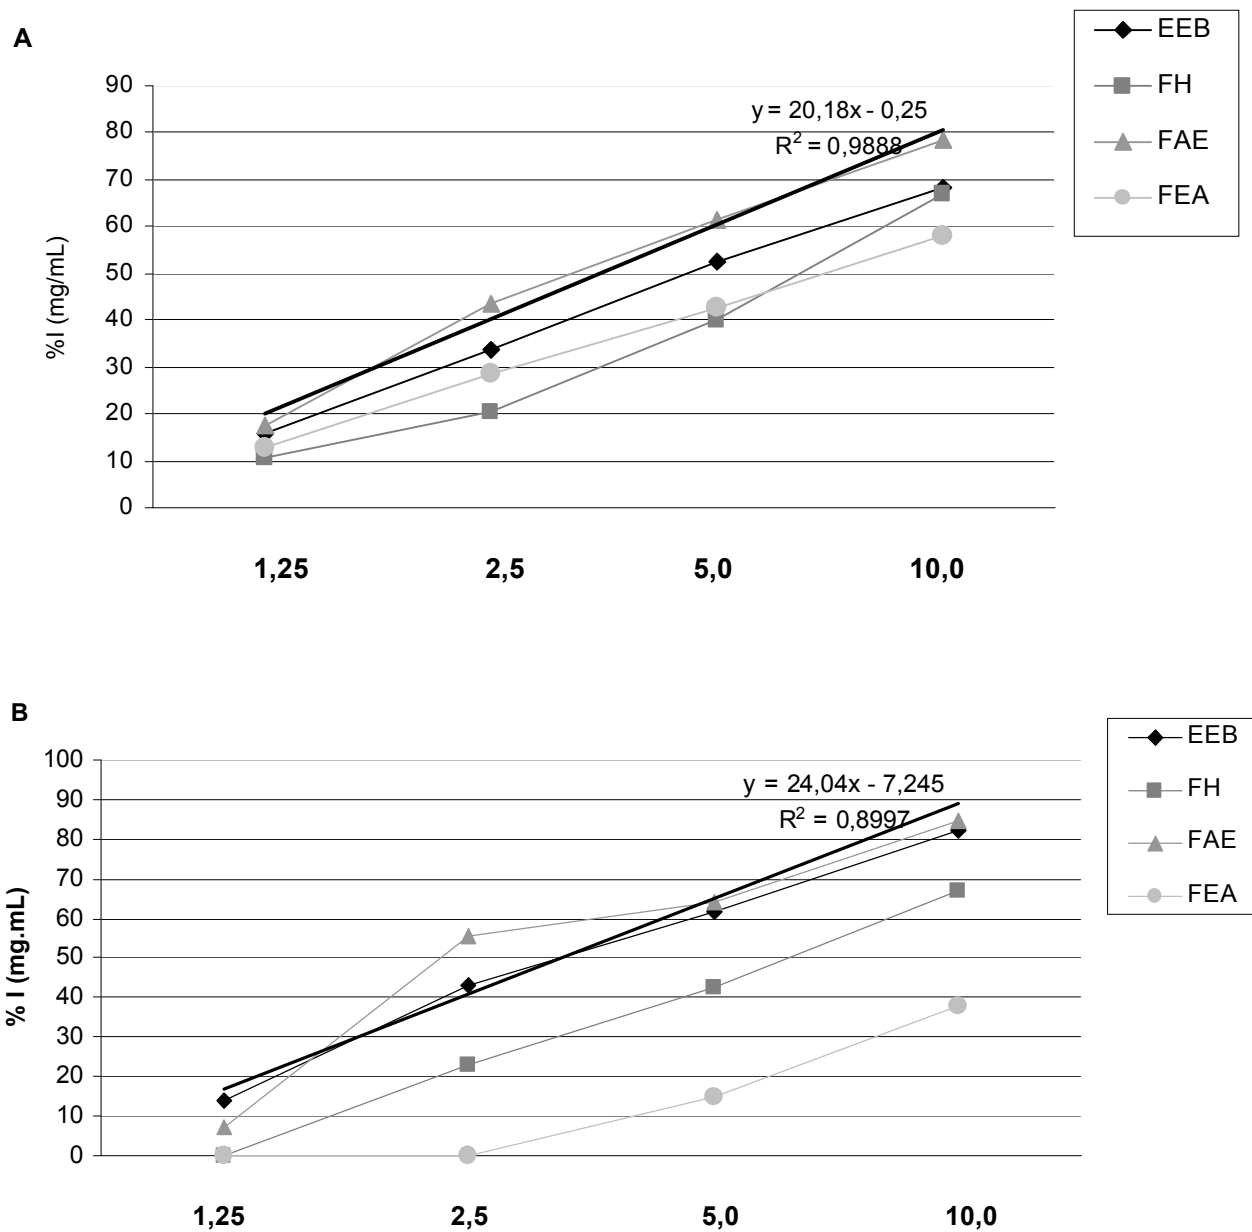 A
EEB
FH
FAE
FEA
y = 20,18x - 0,25
R² = 0,9888
90
80
70
60
50
40
30
20
10
0
%I (mg/mL)
1,25 2,5 5,0 10,0
B
EEB
FH
FAE
FEA
y = 24,04x - 7,245
R² = 0,8997
100
90
80
70
60
50
40
30
20
10
0
% I (mg.mL)
1,25 2,5 5,0 10,0